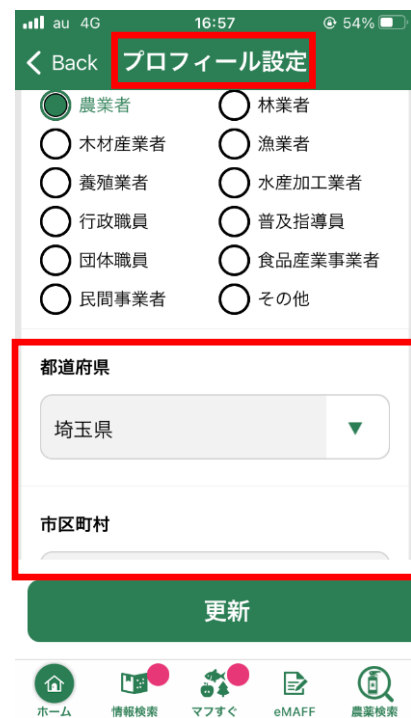 au 4G 16:57 54%
Back プロフィール設定
農業者 林業者
木材産業者 漁業者
養殖業者 水産加工業者
行政職員 普及指導員
団体職員 食品産業事業者
民間事業者 その他
都道府県
埼玉県
市区町村
更新
ホーム 情報検索 マフすぐ eMAFF 農薬検索